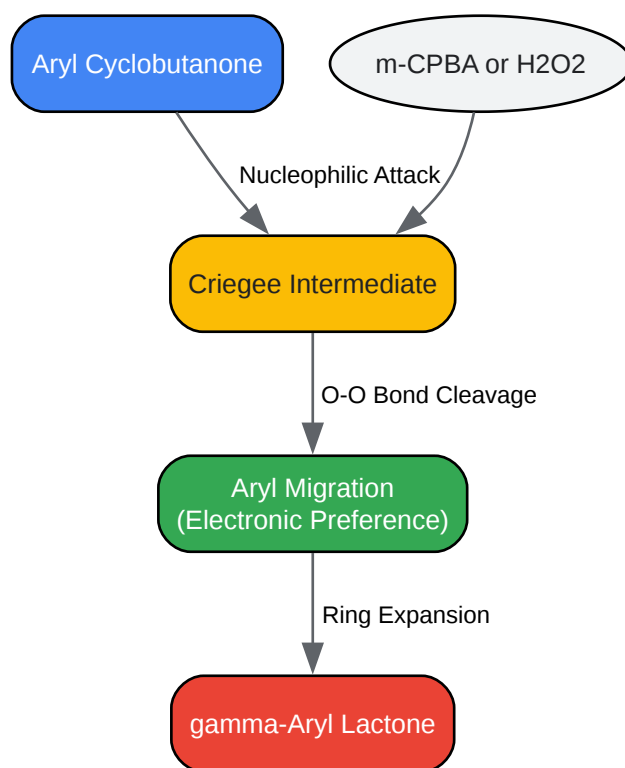 Aryl Cyclobutanone
m-CPBA or H2O2
Nucleophilic Attack
Criegee Intermediate
O-O Bond Cleavage
Aryl Migration
(Electronic Preference)
Ring Expansion
gamma-Aryl Lactone